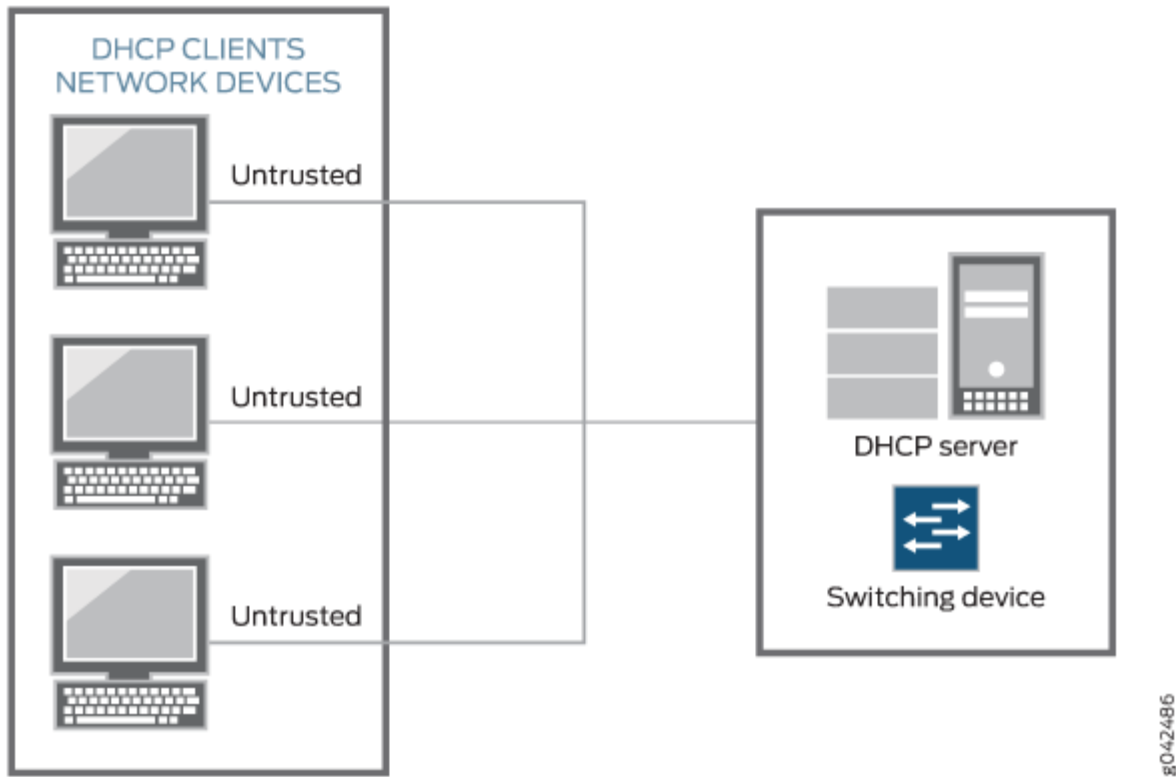 DHCP CLIENTS
NETWORK DEVICES
Untrusted
Untrusted
Untrusted
DHCP server
Switching device
g042486